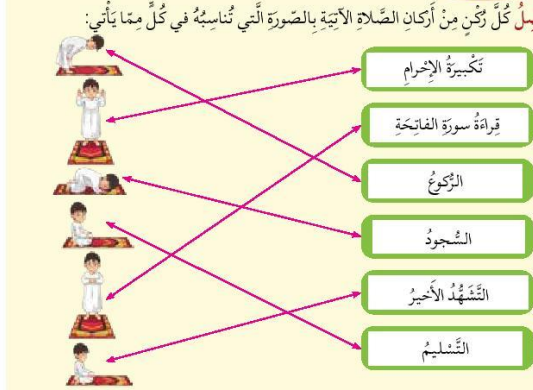 صِلُ كُلَّ رُكْنٍ مِنْ أَركانِ الصَّلاةِ الآتِيَةِ بِالصّورَةِ الَّتي تُناسِبُهُ في كُلٍّ مِمّا يَأْتي:
تَكْبيرَةُ الإِحْرامِ
قِراءَةُ سورَةِ الفاتِحَةِ
الرُّكوعُ
السُّجودُ
التَّشَهُّدُ الأَخيرُ
التَّسْليمُ